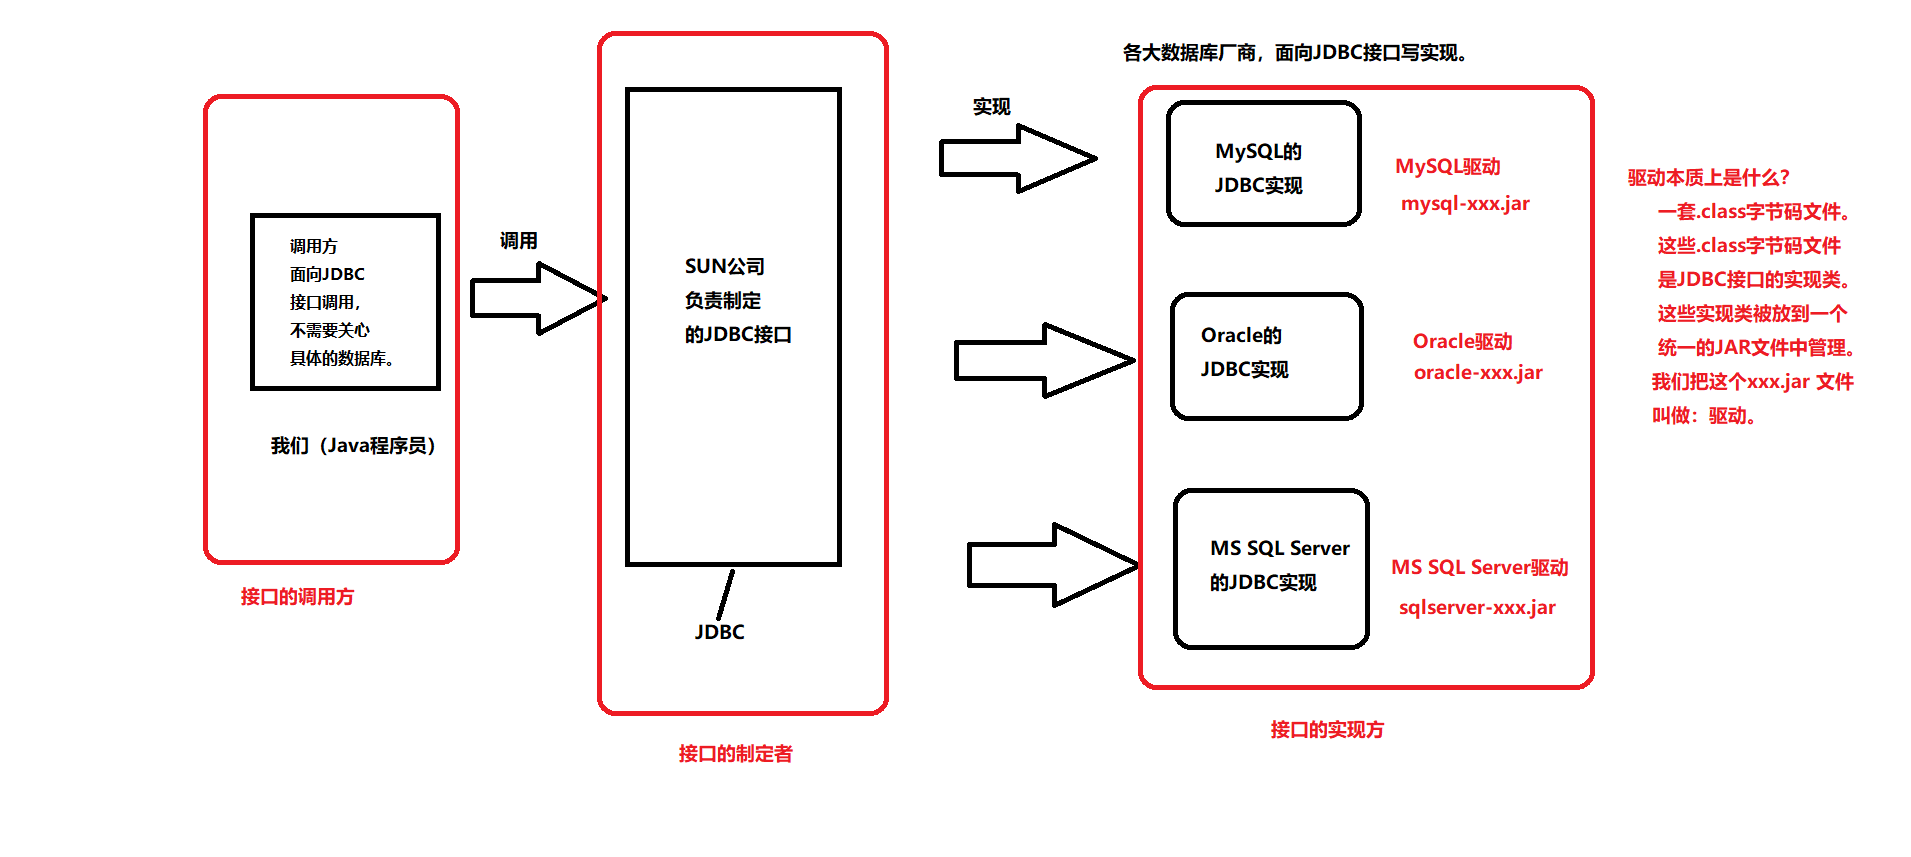 调用方
面向JDBC
接口调用，
不需要关心
具体的数据库。
我们（Java程序员）
接口的调用方
调用
SUN公司
负责制定
的JDBC接口
JDBC
接口的制定者
实现
各大数据库厂商，面向JDBC接口写实现。
MySQL的
JDBC实现
MySQL驱动
mysql-xxx.jar
Oracle的
JDBC实现
Oracle驱动
oracle-xxx.jar
MS SQL Server
的JDBC实现
MS SQL Server驱动
sqlserver-xxx.jar
接口的实现方
驱动本质上是什么？
一套.class字节码文件。
这些.class字节码文件
是JDBC接口的实现类。
这些实现类被放到一个
统一的JAR文件中管理。
我们把这个xxx.jar 文件
叫做：驱动。